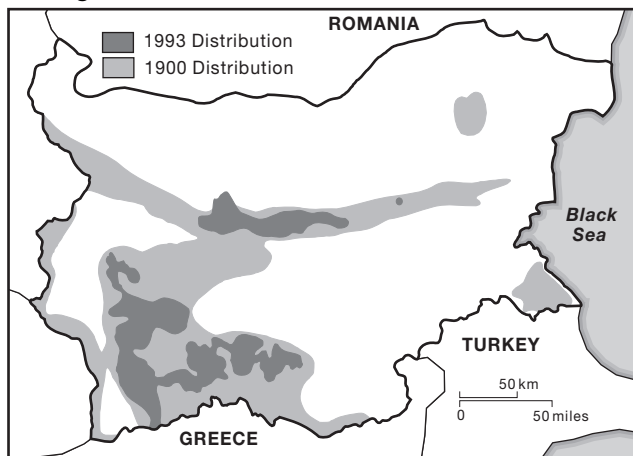 ROMANIA
1993 Distribution
1900 Distribution
Black
Sea
TURKEY
50 km
0
50 miles
GREECE